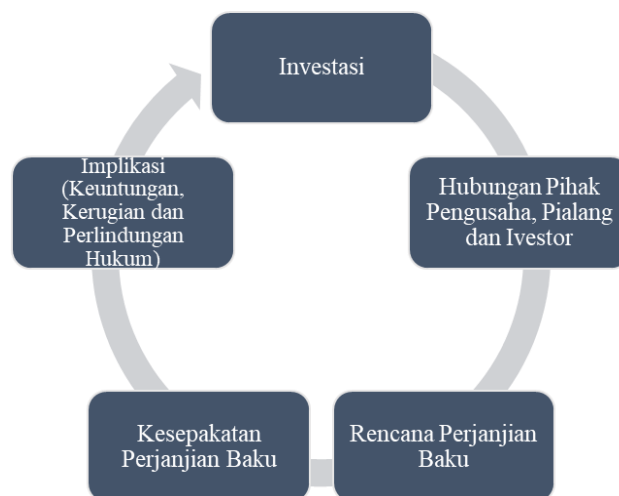 Investasi
Hubungan Pihak
Pengusaha, Pialang
dan Ivestor
Rencana Perjanjian
Baku
Kesepakatan
Perjanjian Baku
Implikasi
(Keuntungan,
Kerugian dan
Perlindungan
Hukum)